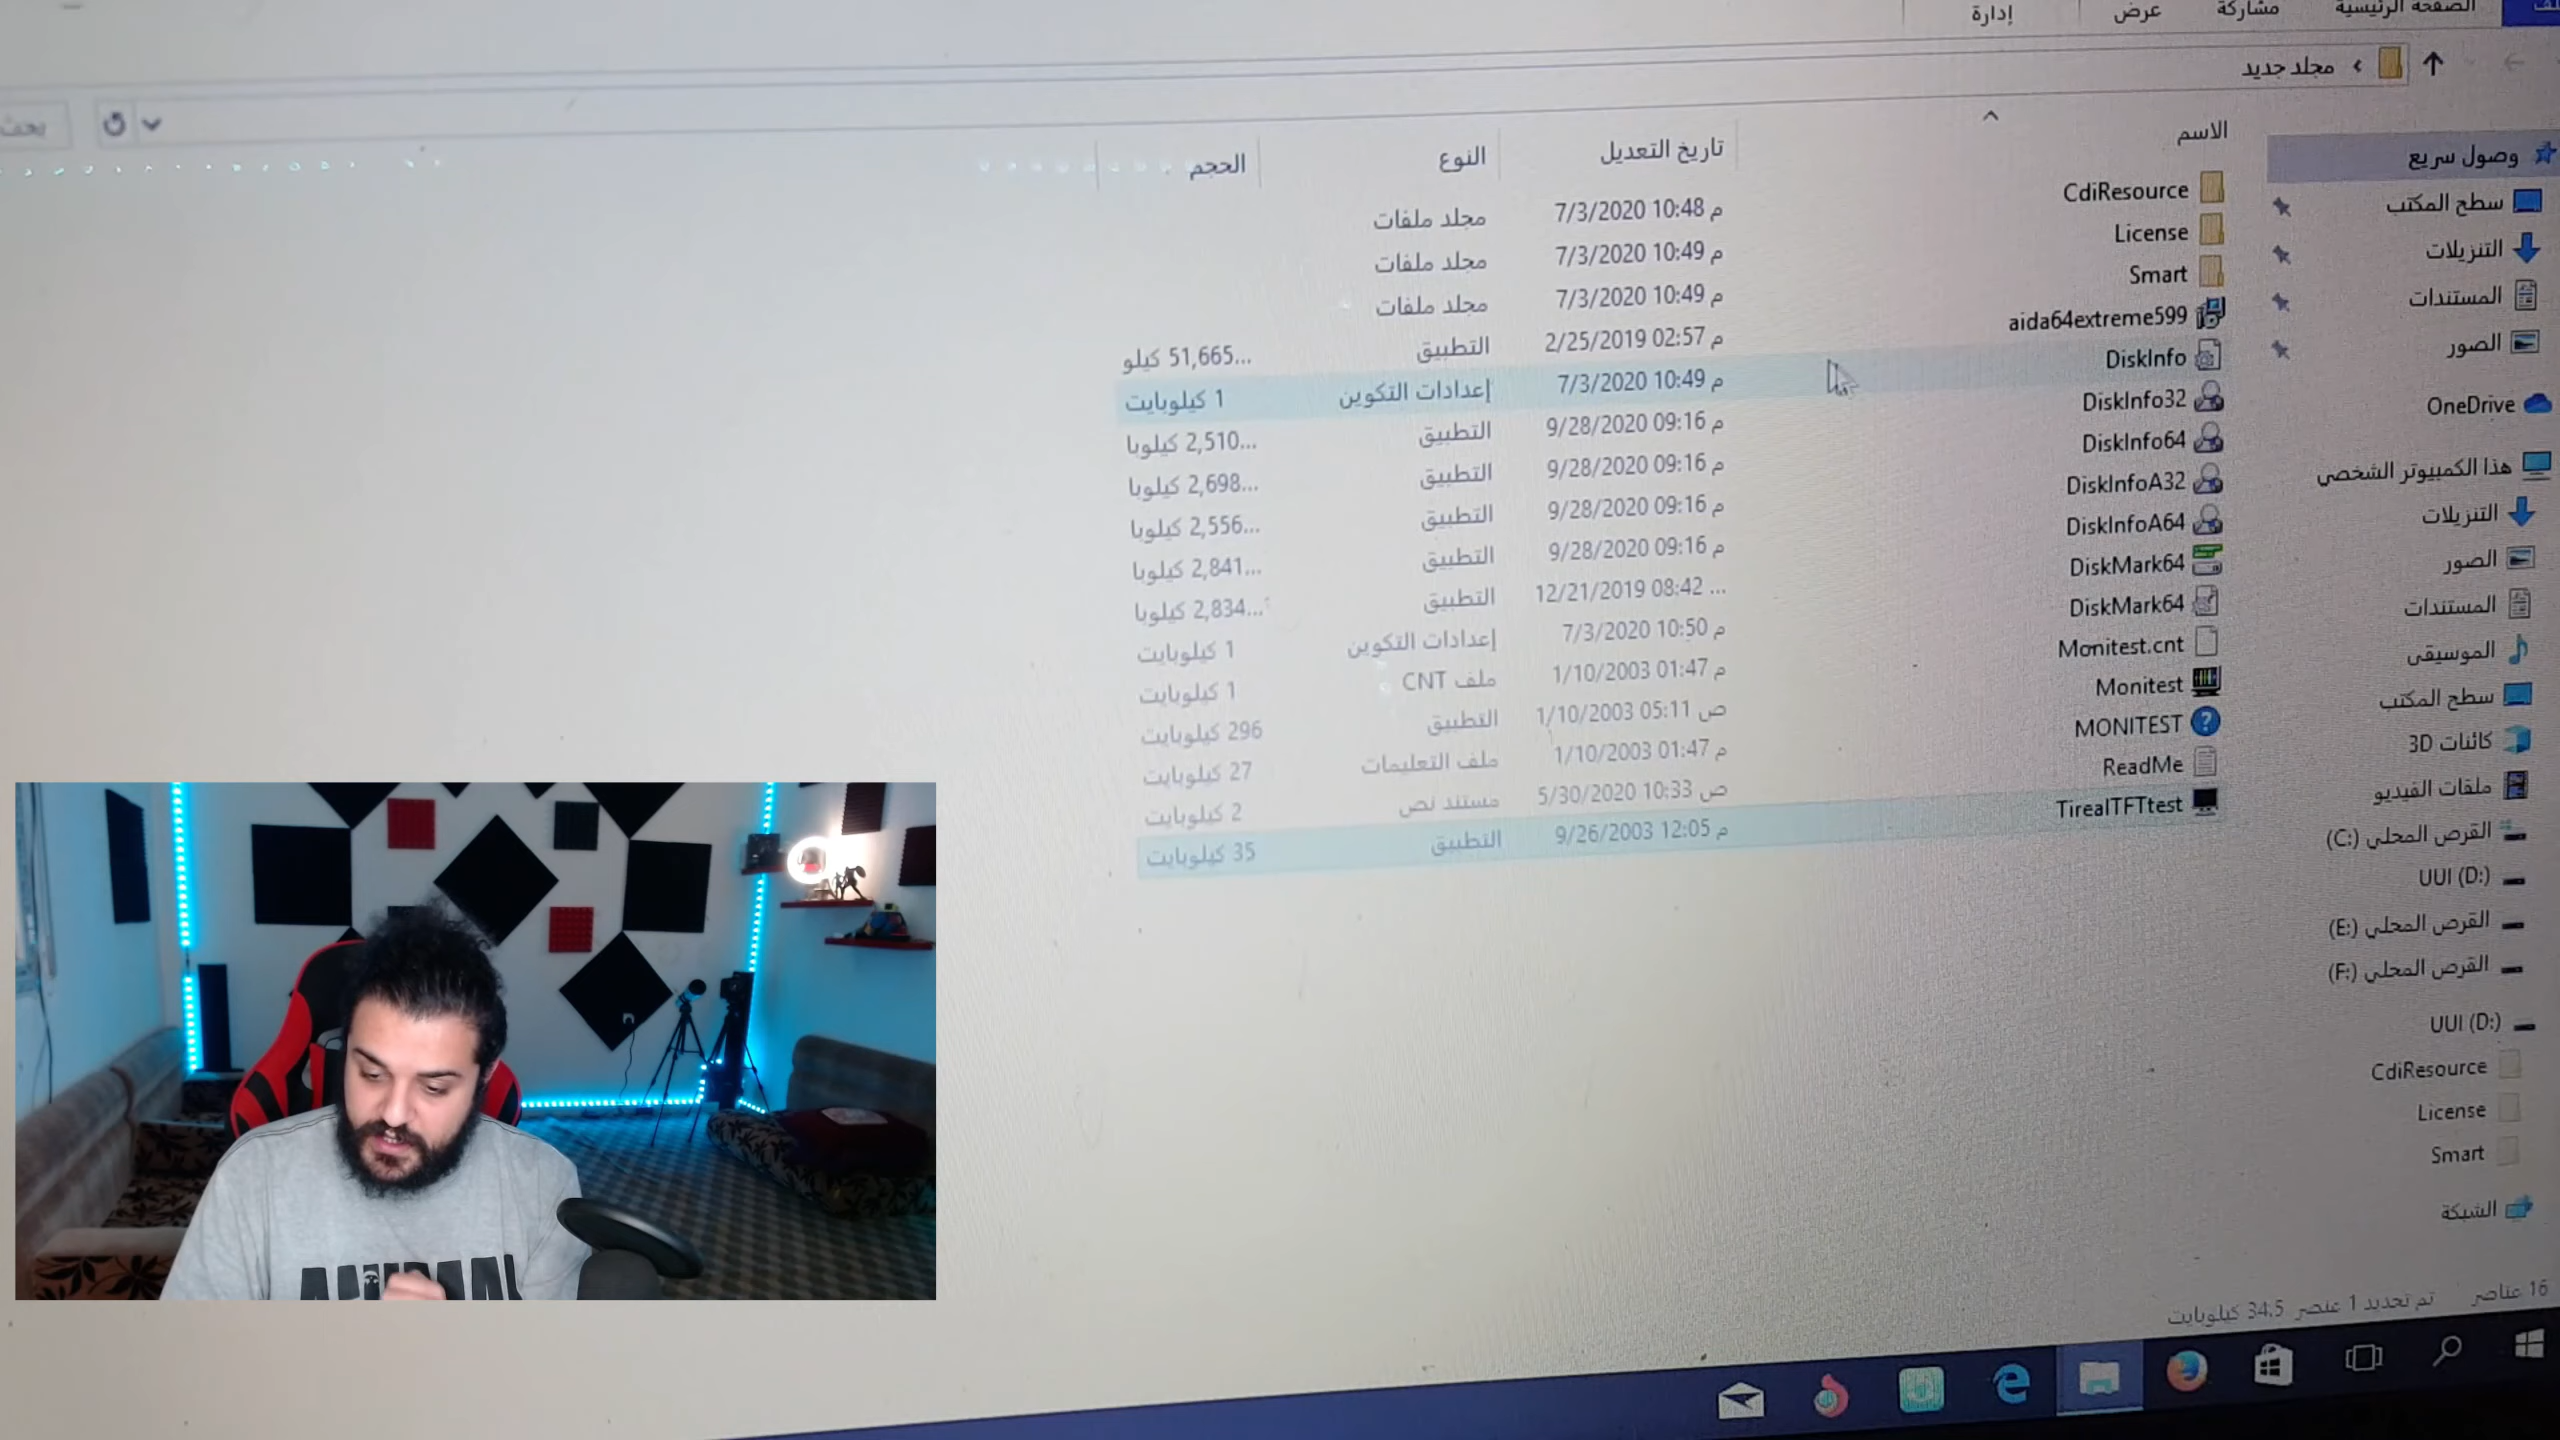 الصفحة الرئيسية مشاركة عرض إدارة
مجلد جديد
بحث
الاسم تاريخ التعديل النوع الحجم
CdiResource 7/3/2020 10:48 م مجلد ملفات
License 7/3/2020 10:49 م مجلد ملفات
Smart 7/3/2020 10:49 م مجلد ملفات
aida64extreme599 2/25/2019 02:57 م التطبيق 51,665 كيلو...
DiskInfo 7/3/2020 10:49 م إعدادات التكوين 1 كيلوبايت
DiskInfo32 9/28/2020 09:16 م التطبيق 2,510 كيلوبا...
DiskInfo64 9/28/2020 09:16 م التطبيق 2,698 كيلوبا...
DiskInfoA32 9/28/2020 09:16 م التطبيق 2,556 كيلوبا...
DiskInfoA64 9/28/2020 09:16 م التطبيق 2,841 كيلوبا...
DiskMark64 12/21/2019 08:42 ... التطبيق 2,834 كيلوبا...
DiskMark64 7/3/2020 10:50 م إعدادات التكوين 1 كيلوبايت
Monitest.cnt 1/10/2003 01:47 م ملف CNT 1 كيلوبايت
Monitest 1/10/2003 05:11 ص التطبيق 296 كيلوبايت
MONITEST 1/10/2003 01:47 م ملف التعليمات 27 كيلوبايت
ReadMe 5/30/2020 10:33 ص مستند نص 2 كيلوبايت
TirealTFTtest 9/26/2003 12:05 م التطبيق 35 كيلوبايت
وصول سريع
سطح المكتب
التنزيلات
المستندات
الصور
OneDrive
هذا الكمبيوتر الشخصي
التنزيلات
الصور
المستندات
الموسيقى
سطح المكتب
كائنات 3D
ملفات الفيديو
القرص المحلي (C:)
UUI (D:)
القرص المحلي (E:)
القرص المحلي (F:)
UUI (D:)
CdiResource
License
Smart
الشبكة
16 عناصر تم تحديد 1 عنصر 34.5 كيلوبايت